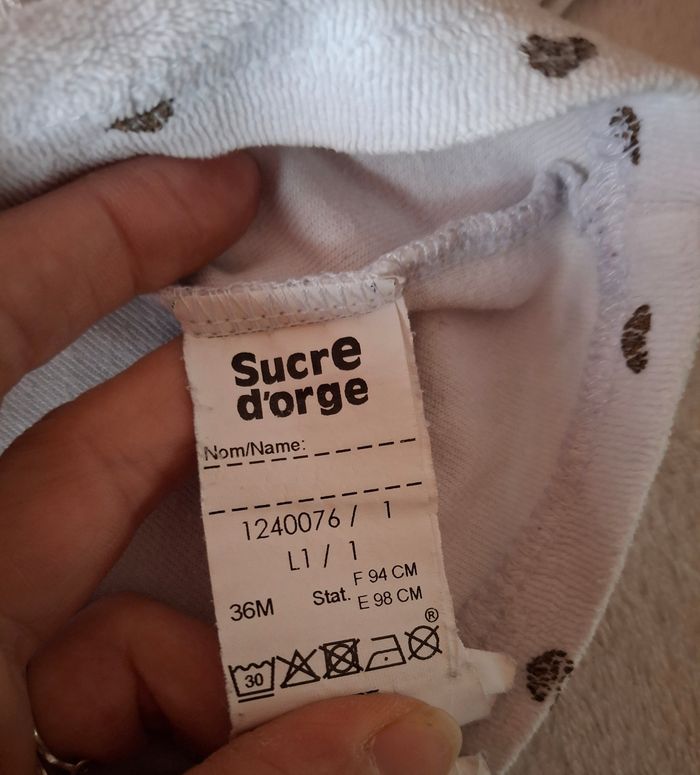 Sucre
d'orge
Nom/Name:
1240076 / 1
L1 / 1
36M Stat. F 94 CM
E 98 CM
®
30